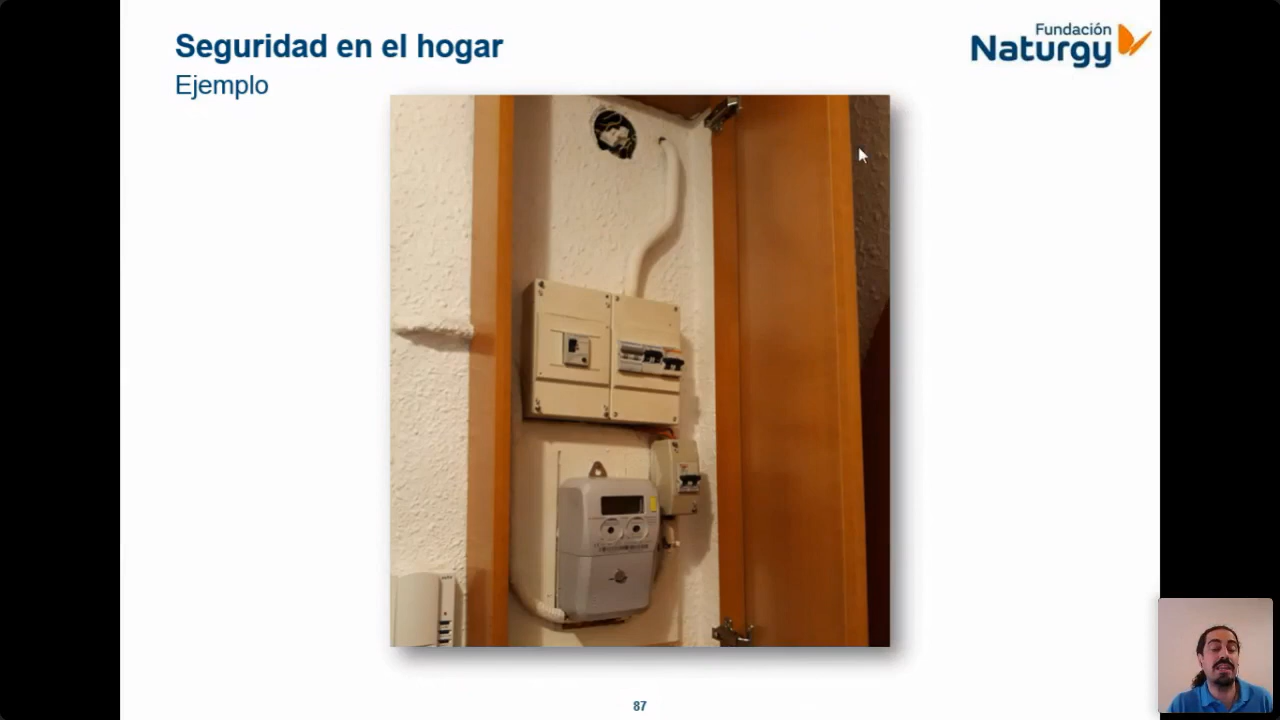 Seguridad en el hogar
Ejemplo
Fundación
Naturgy
87